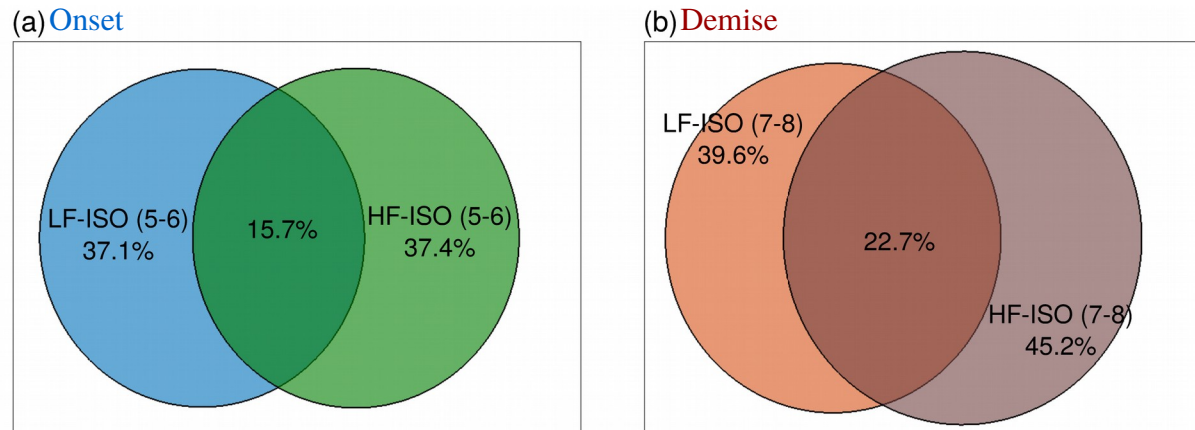 (a) Onset
LF-ISO (5-6)
37.1%
15.7%
HF-ISO (5-6)
37.4%
(b) Demise
LF-ISO (7-8)
39.6%
22.7%
HF-ISO (7-8)
45.2%